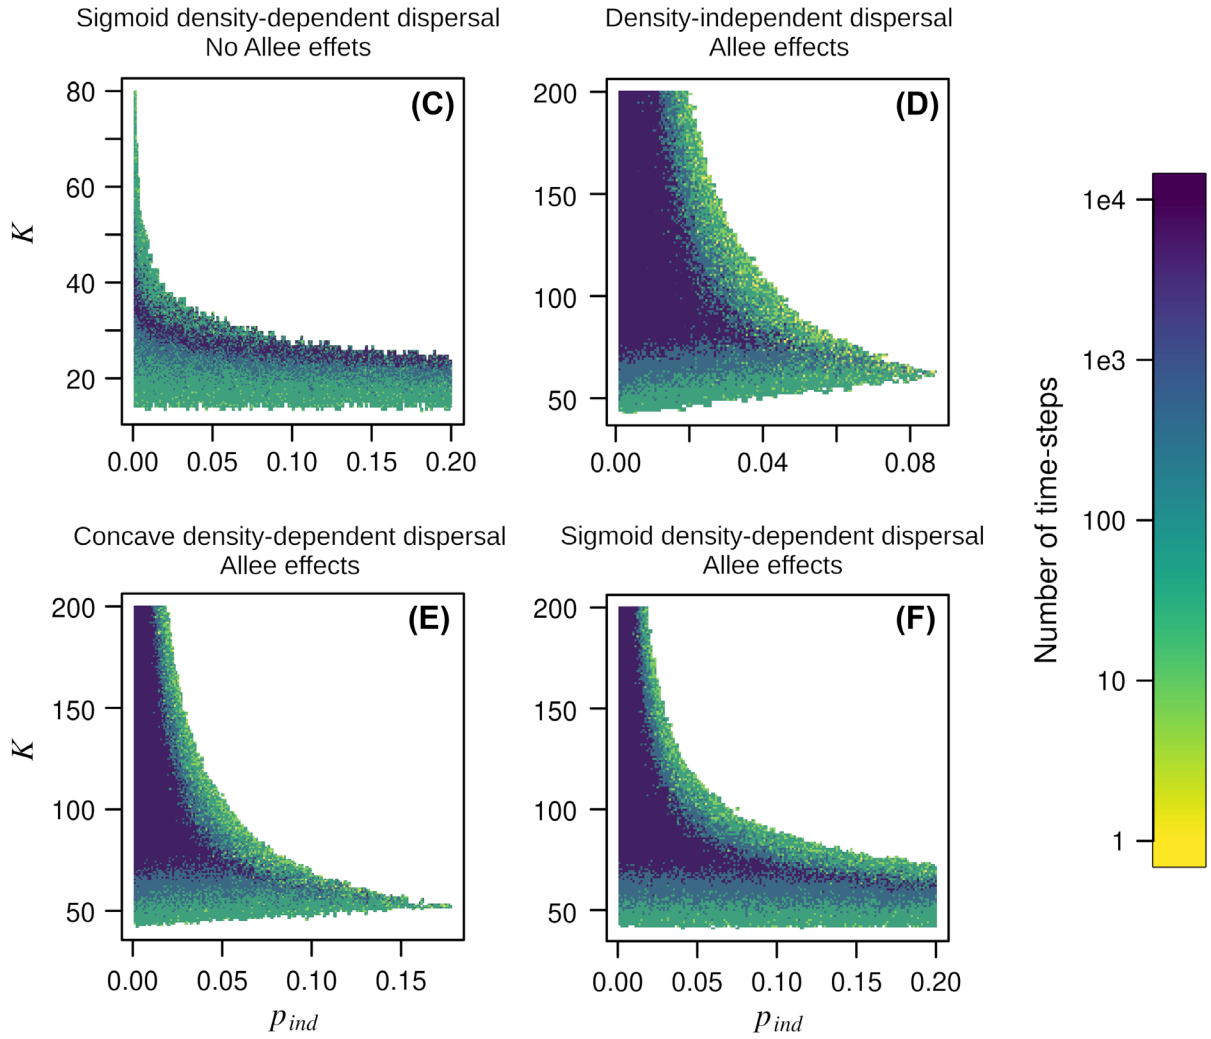 Sigmoid density-dependent dispersal
No Allee effets
(C)
80
60
40
20
K
0.00 0.05 0.10 0.15 0.20
Density-independent dispersal
Allee effects
(D)
200
150
100
50
0.00 0.04 0.08
Concave density-dependent dispersal
Allee effects
(E)
200
150
100
50
K
0.00 0.05 0.10 0.15
p ind
Sigmoid density-dependent dispersal
Allee effects
(F)
200
150
100
50
0.00 0.05 0.10 0.15 0.20
p ind
Number of time-steps
1e4
1e3
100
10
1